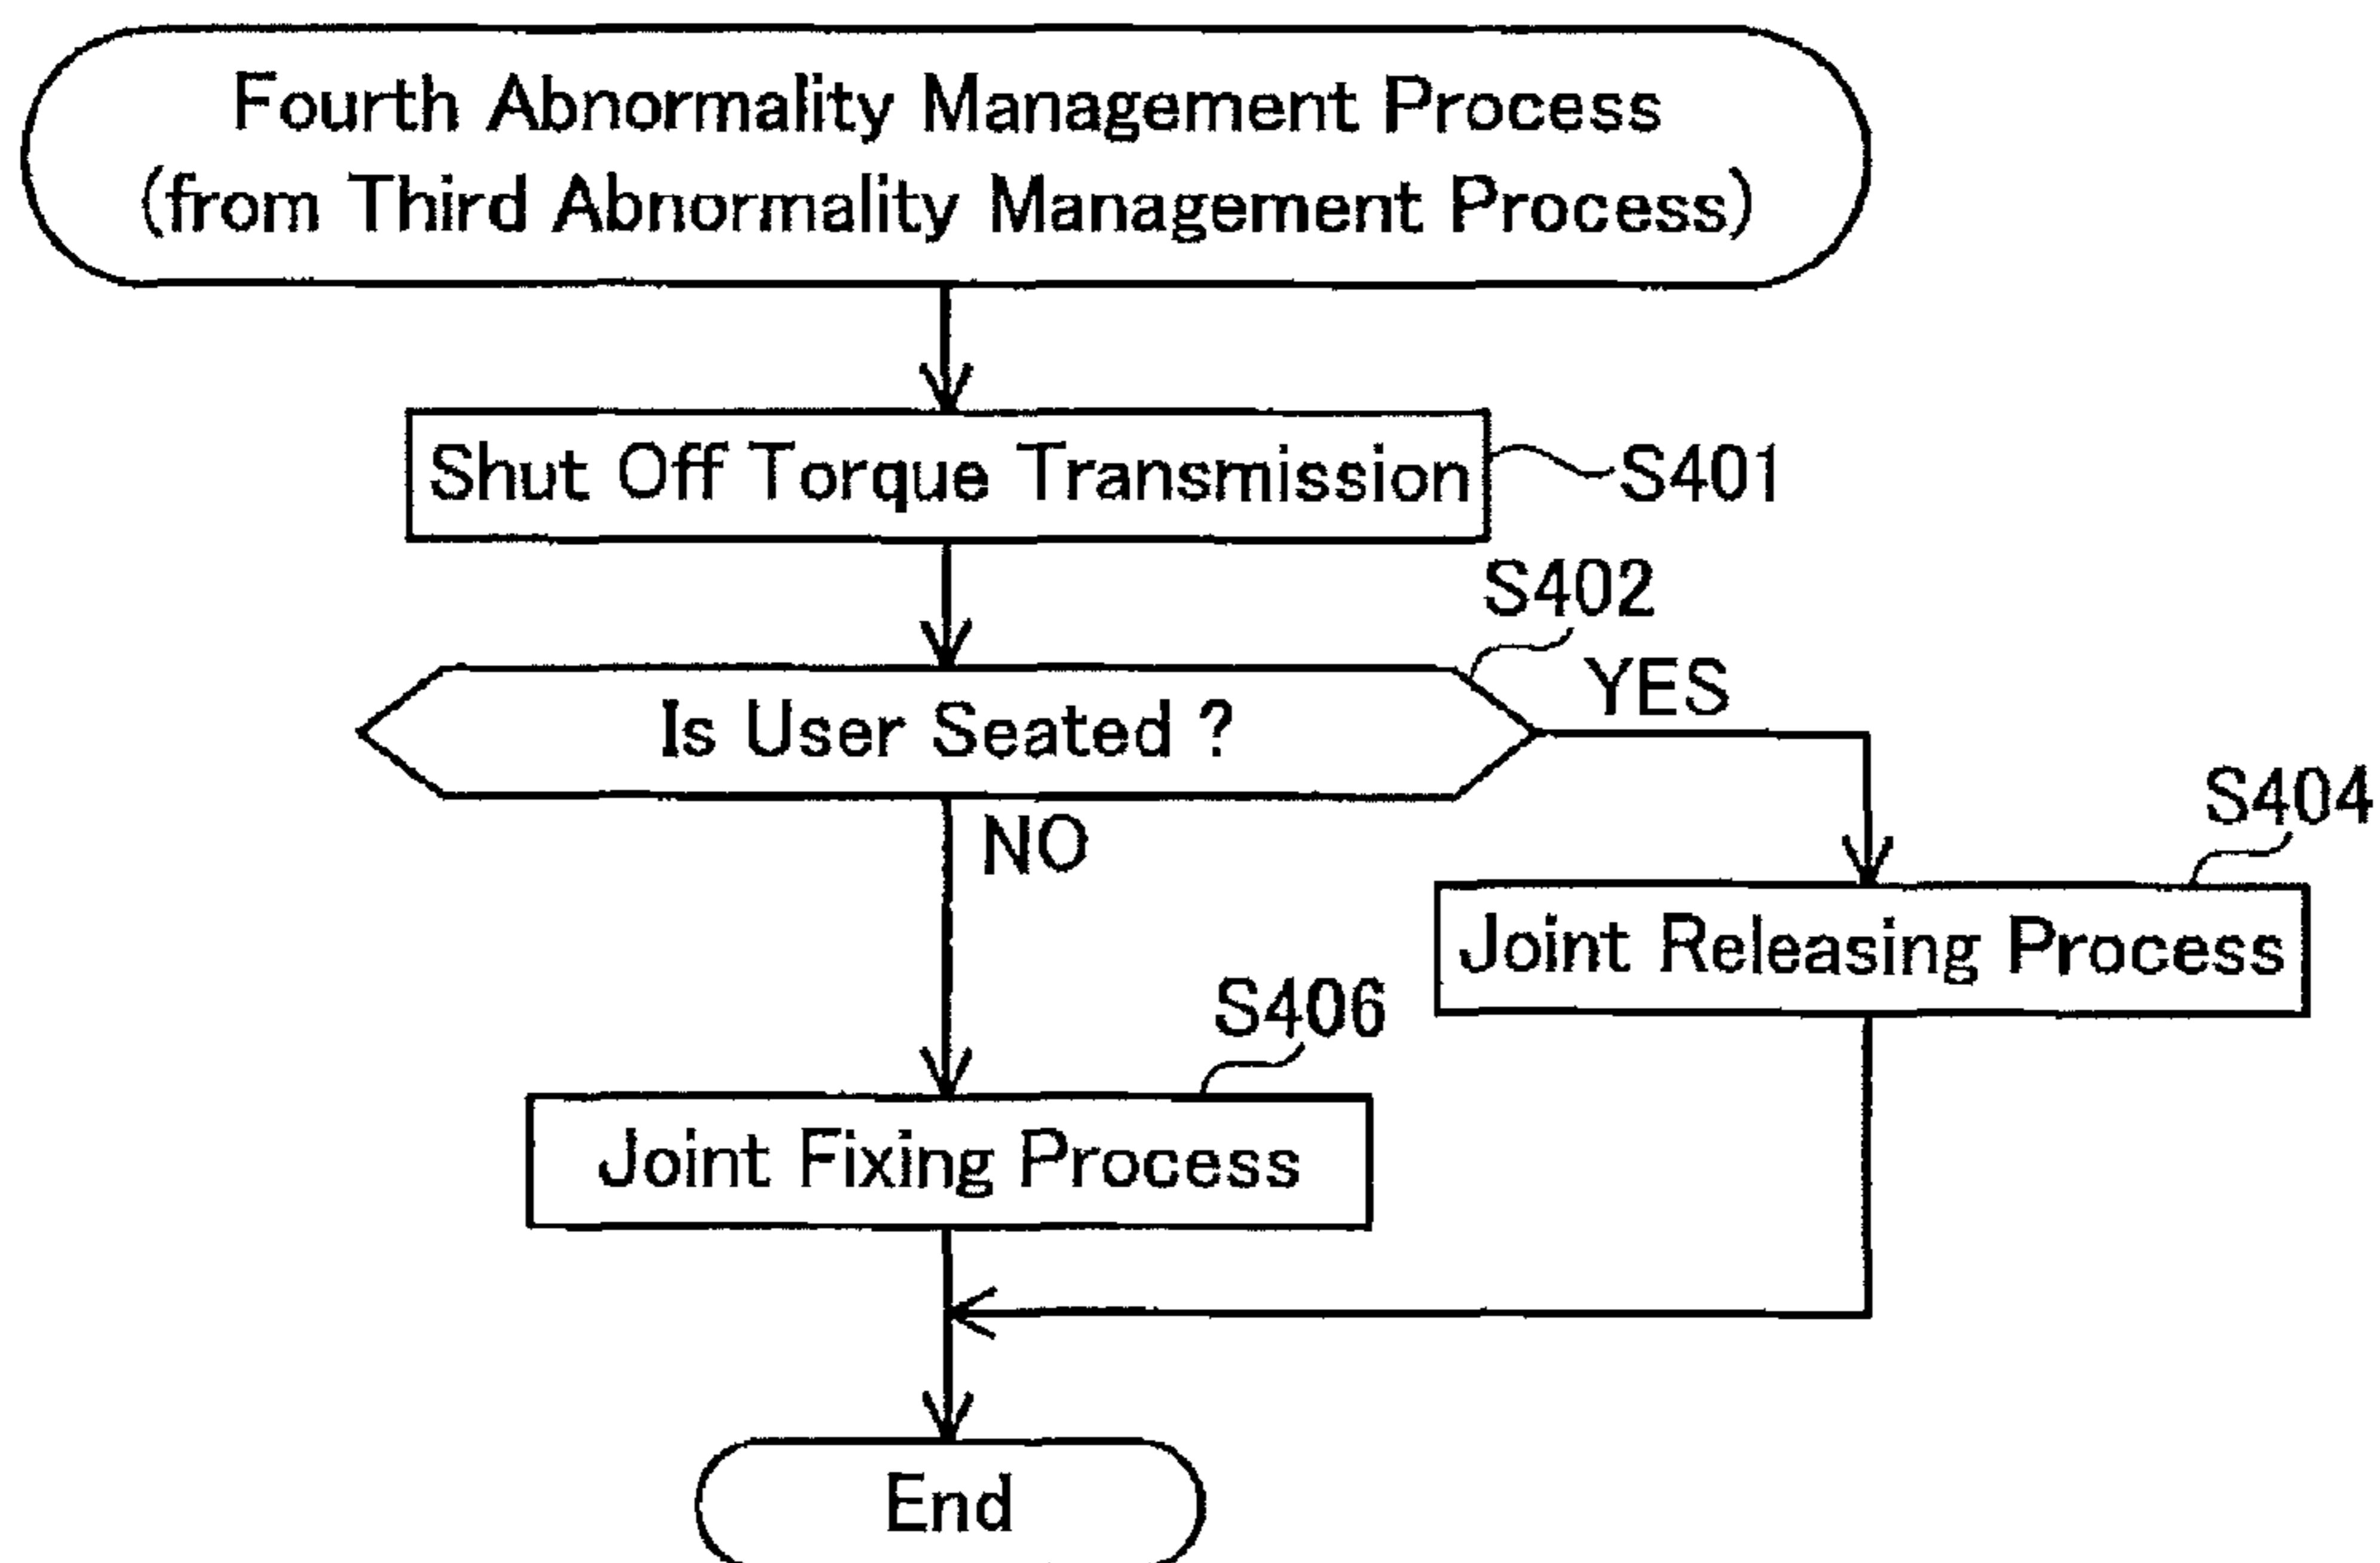 Fourth Abnormality Management Process
(from Third Abnormality Management Process)
Shut Off Torque Transmission
S401
S402
Is User Seated ?
YES
NO
S404
Joint Releasing Process
S406
Joint Fixing Process
End